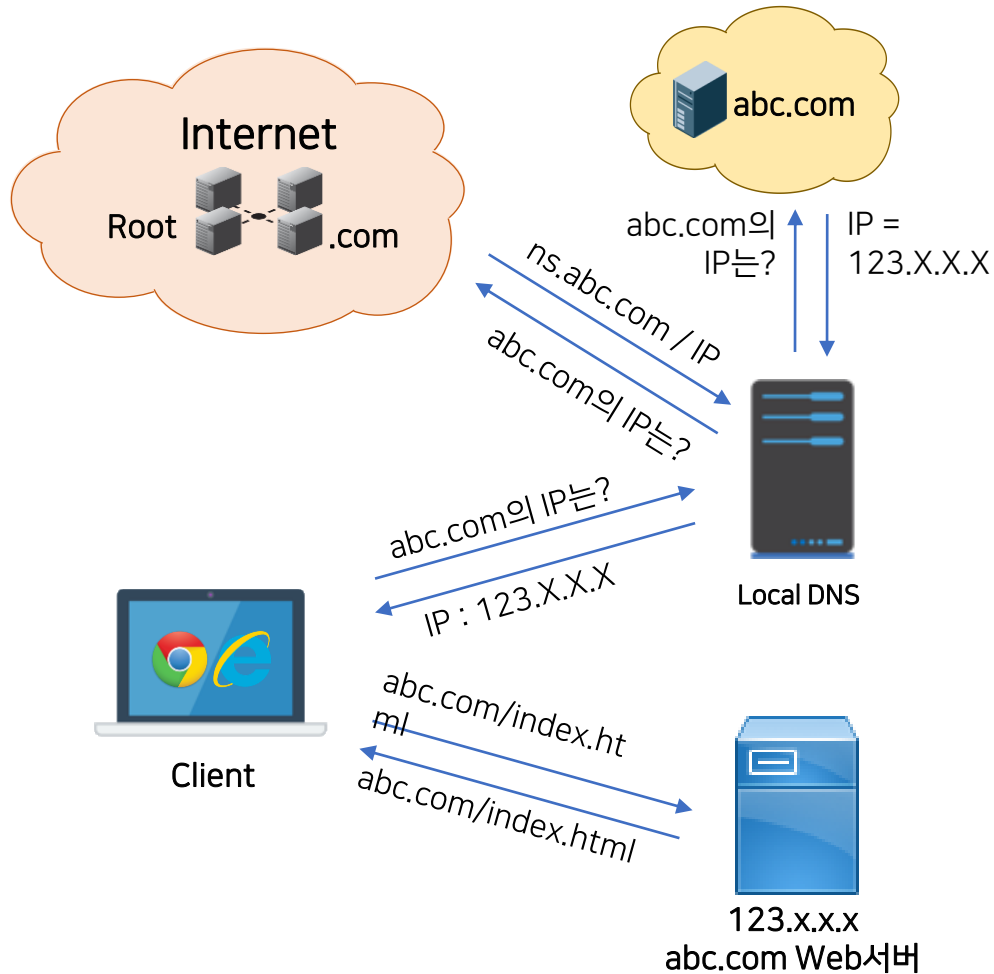 Internet
Root
.com
abc.com
abc.com의
IP는?
IP =
123.X.X.X
ns.abc.com / IP
abc.com의 IP는?
abc.com의 IP는?
IP : 123.X.X.X
Local DNS
Client
abc.com/index.ht
ml
abc.com/index.html
123.x.x.x
abc.com Web서버